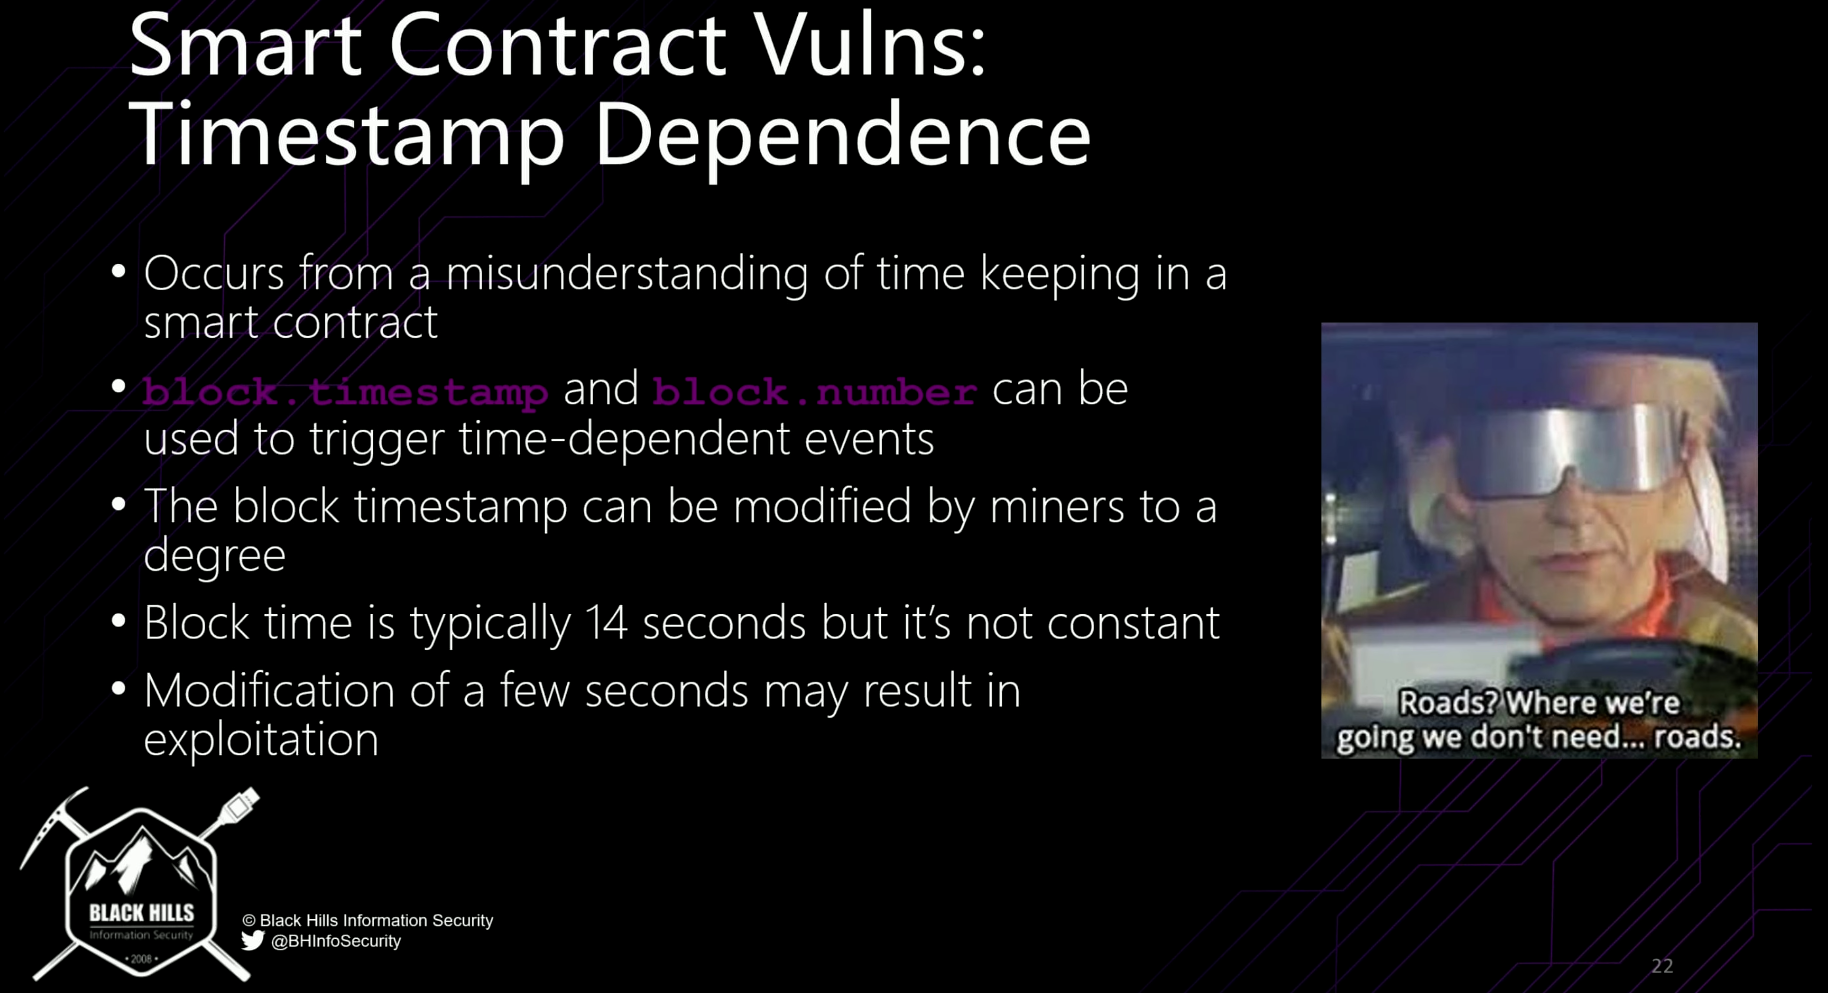 Smart Contract Vulns:
Timestamp Dependence
• Occurs from a misunderstanding of time keeping in a
smart contract
• block.timestamp and block.number can be
used to trigger time-dependent events
• The block timestamp can be modified by miners to a
degree
• Block time is typically 14 seconds but it’s not constant
• Modification of a few seconds may result in
exploitation
Roads? Where we're
going we don't need... roads.
BLACK HILLS
Information Security
• 2008 •
© Black Hills Information Security
@BHInfoSecurity
22